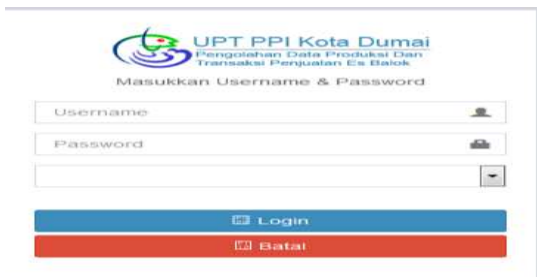 UPT PPI Kota Dumai
Pengolahan Data Produksi Dan
Transaksi Penjualan Es Balok
Masukkan Username & Password
Username
Password
Login
Batal